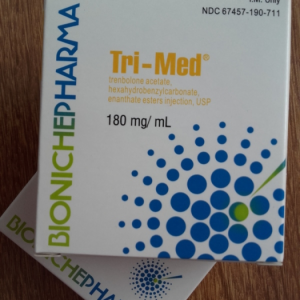 I.M. Only
NDC 67457-190-711
BIONICHEPHARMA
Tri-Med®
trenbolone acetate,
hexahydrobenzylcarbonate,
enanthate esters injection, USP
180 mg/mL
BIONICHEPHARMA